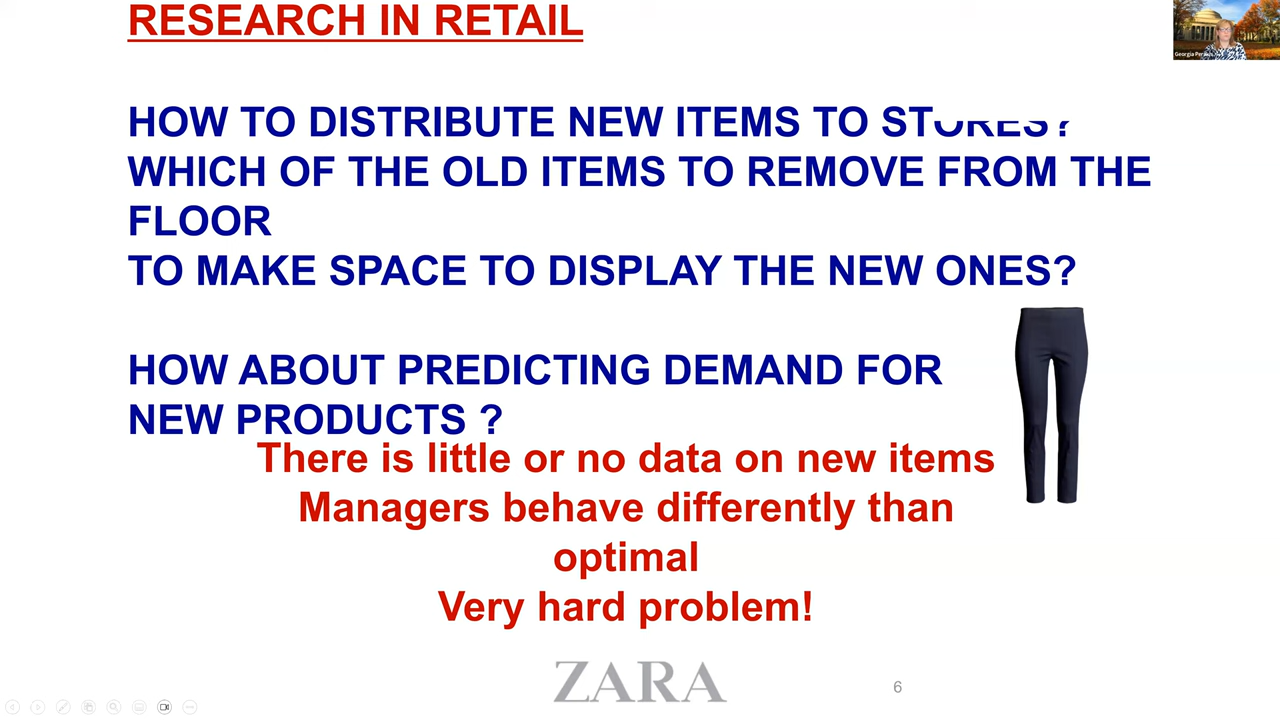 RESEARCH IN RETAIL
HOW TO DISTRIBUTE NEW ITEMS TO STORES?
WHICH OF THE OLD ITEMS TO REMOVE FROM THE
FLOOR
TO MAKE SPACE TO DISPLAY THE NEW ONES?
HOW ABOUT PREDICTING DEMAND FOR
NEW PRODUCTS ?
There is little or no data on new items
Managers behave differently than
optimal
Very hard problem!
ZARA
6
Georgia